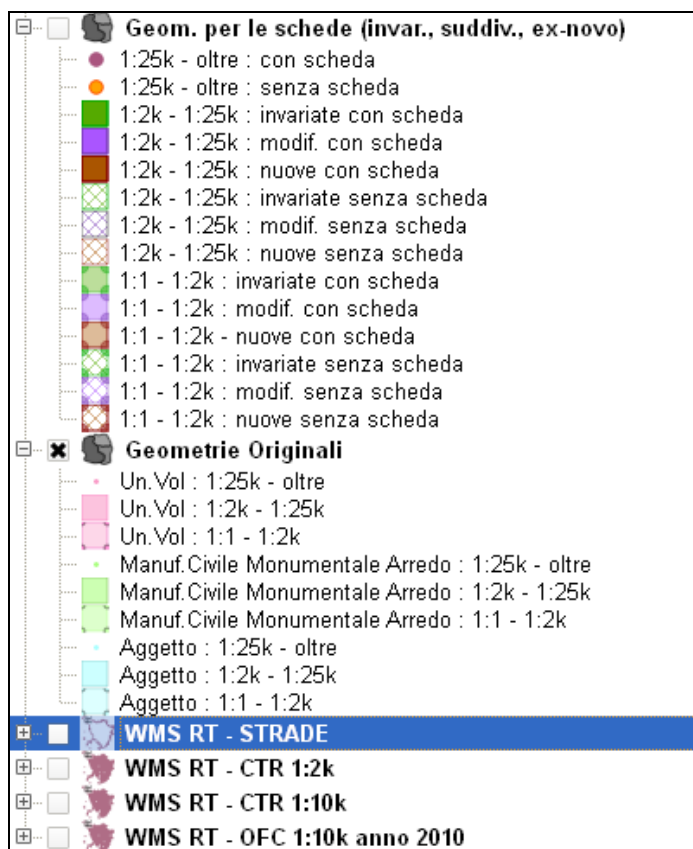 Geom. per le schede (invar., suddiv., ex-novo)
1:25k - oltre : con scheda
1:25k - oltre : senza scheda
1:2k - 1:25k : invariate con scheda
1:2k - 1:25k : modif. con scheda
1:2k - 1:25k : nuove con scheda
1:2k - 1:25k : invariate senza scheda
1:2k - 1:25k : modif. senza scheda
1:2k - 1:25k : nuove senza scheda
1:1 - 1:2k : invariate con scheda
1:1 - 1:2k : modif. con scheda
1:1 - 1:2k - nuove con scheda
1:1 - 1:2k : invariate senza scheda
1:1 - 1:2k : modif. senza scheda
1:1 - 1:2k : nuove senza scheda
Geometrie Originali
Un.Vol : 1:25k - oltre
Un.Vol : 1:2k - 1:25k
Un.Vol : 1:1 - 1:2k
Manuf.Civile Monumentale Arredo : 1:25k - oltre
Manuf.Civile Monumentale Arredo : 1:2k - 1:25k
Manuf.Civile Monumentale Arredo : 1:1 - 1:2k
Aggetto : 1:25k - oltre
Aggetto : 1:2k - 1:25k
Aggetto : 1:1 - 1:2k
WMS RT - STRADE
WMS RT - CTR 1:2k
WMS RT - CTR 1:10k
WMS RT - OFC 1:10k anno 2010